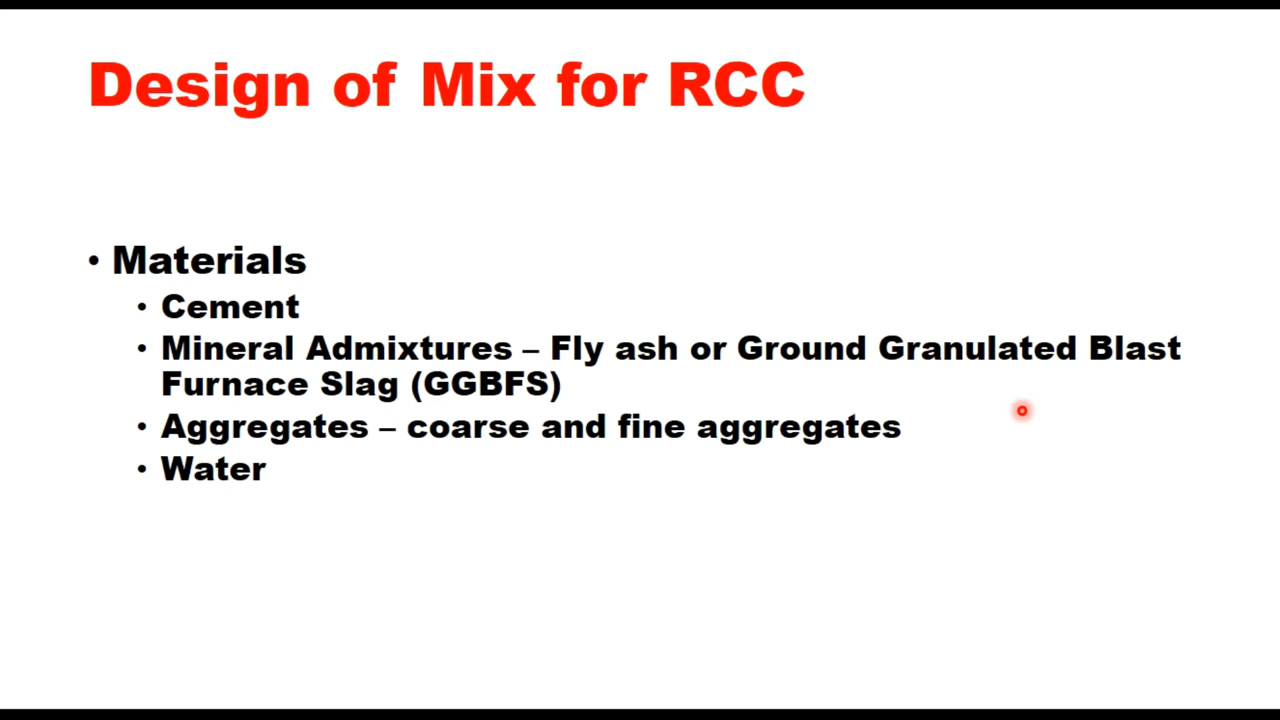 Design of Mix for RCC
• Materials
• Cement
• Mineral Admixtures – Fly ash or Ground Granulated Blast
Furnace Slag (GGBFS)
• Aggregates – coarse and fine aggregates
• Water